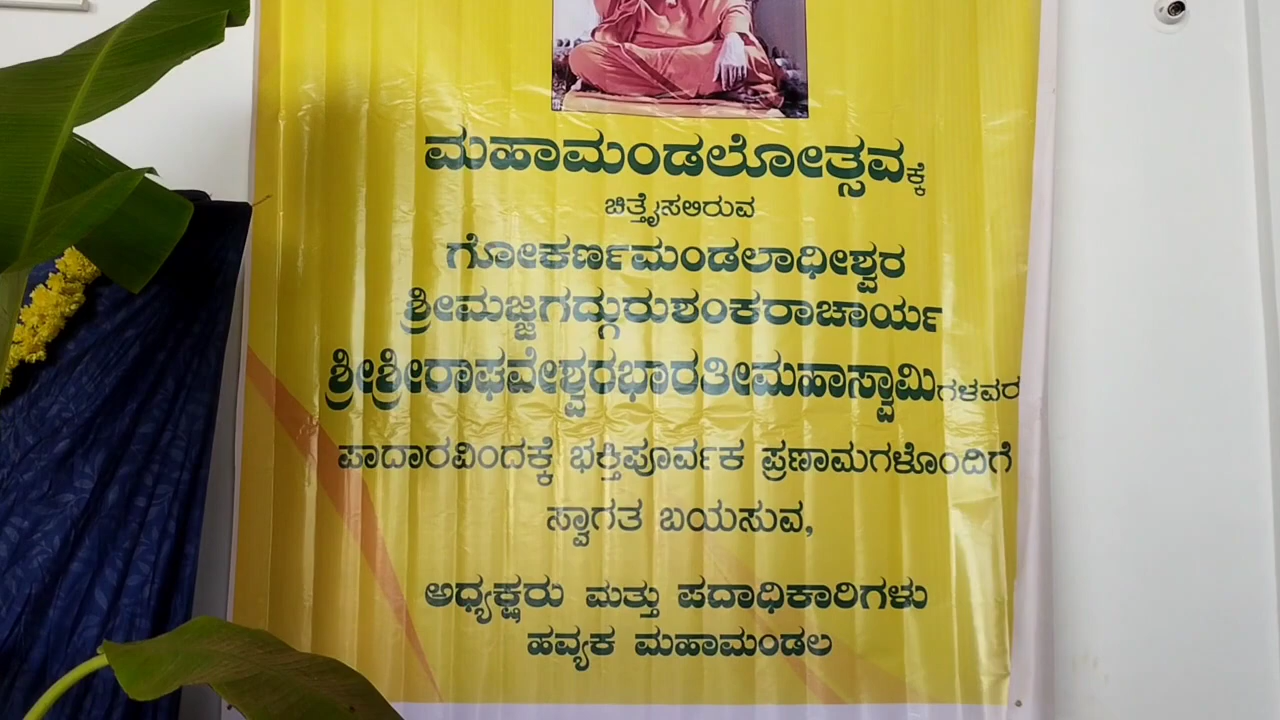 ಮಹಾಮಂಡಲೋತ್ಸವಕ್ಕೆ
ಚಿತ್ತೈಸಲಿರುವ
ಗೋಕರ್ಣಮಂಡಲಾಧೀಶ್ವರ
ಶ್ರೀಮಜ್ಜಗದ್ಗುರುಶಂಕರಾಚಾರ್ಯ
ಶ್ರೀಶ್ರೀರಾಘವೇಶ್ವರಭಾರತೀಮಹಾಸ್ವಾಮಿಗಳವರ
ಪಾದಾರವಿಂದಕ್ಕೆ ಭಕ್ತಿಪೂರ್ವಕ ಪ್ರಣಾಮಗಳೊಂದಿಗೆ
ಸ್ವಾಗತ ಬಯಸುವ,
ಅಧ್ಯಕ್ಷರು ಮತ್ತು ಪದಾಧಿಕಾರಿಗಳು
ಹವ್ಯಕ ಮಹಾಮಂಡಲ